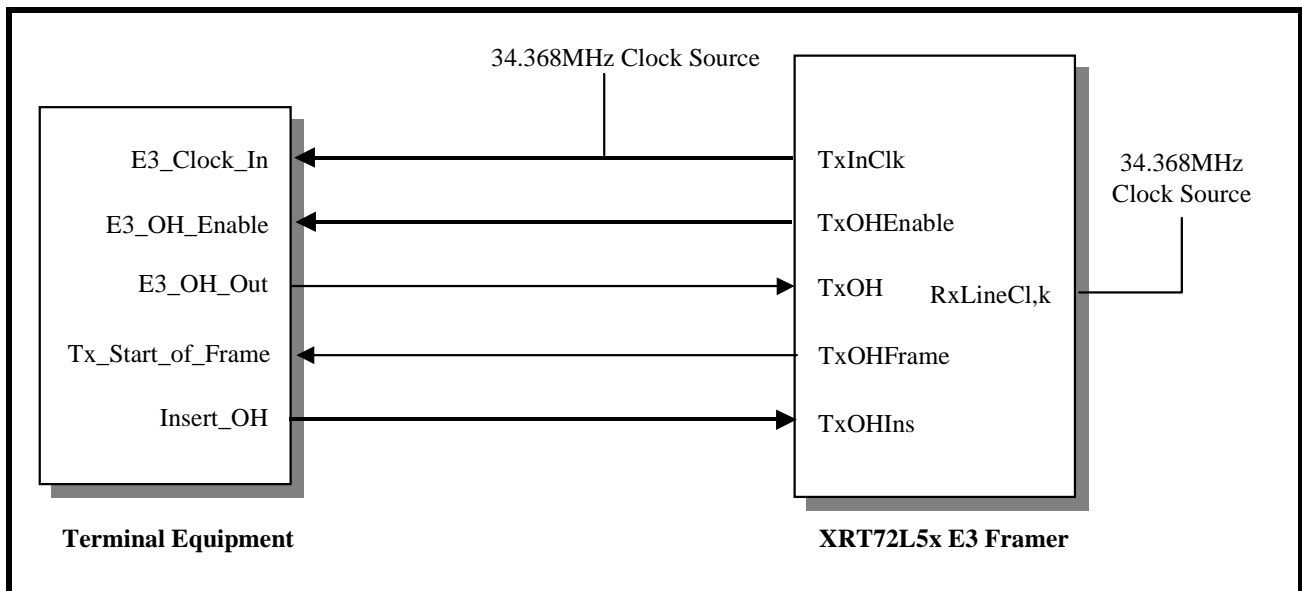 34.368MHz Clock Source
E3_Clock_In
E3_OH_Enable
E3_OH_Out
Tx_Start_of_Frame
Insert_OH
TxInClk
TxOHEnable
TxOH
RxLineCl,k
TxOHFrame
TxOHIns
34.368MHz
Clock Source
Terminal Equipment
XRT72L5x E3 Framer